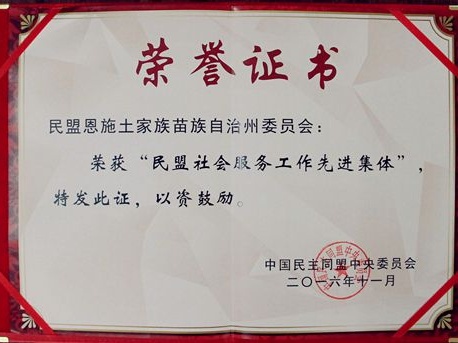 荣誉证书
民盟恩施土家族苗族自治州委员会：
荣获“民盟社会服务工作先进集体”，
特发此证，以资鼓励。
中国民主同盟中央委员会
二〇一六年十一月